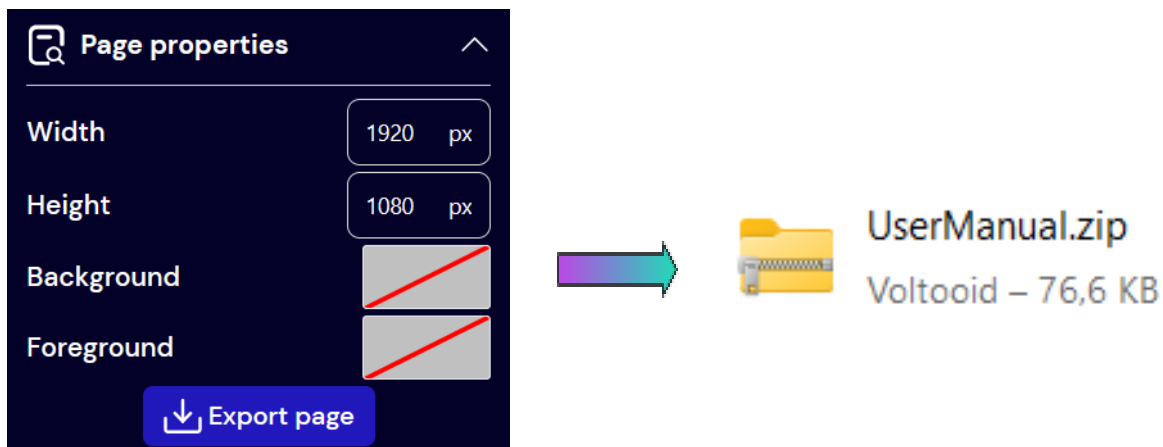 Page properties
Width 1920 px
Height 1080 px
Background
Foreground
Export page
UserManual.zip
Voltooid – 76,6 KB